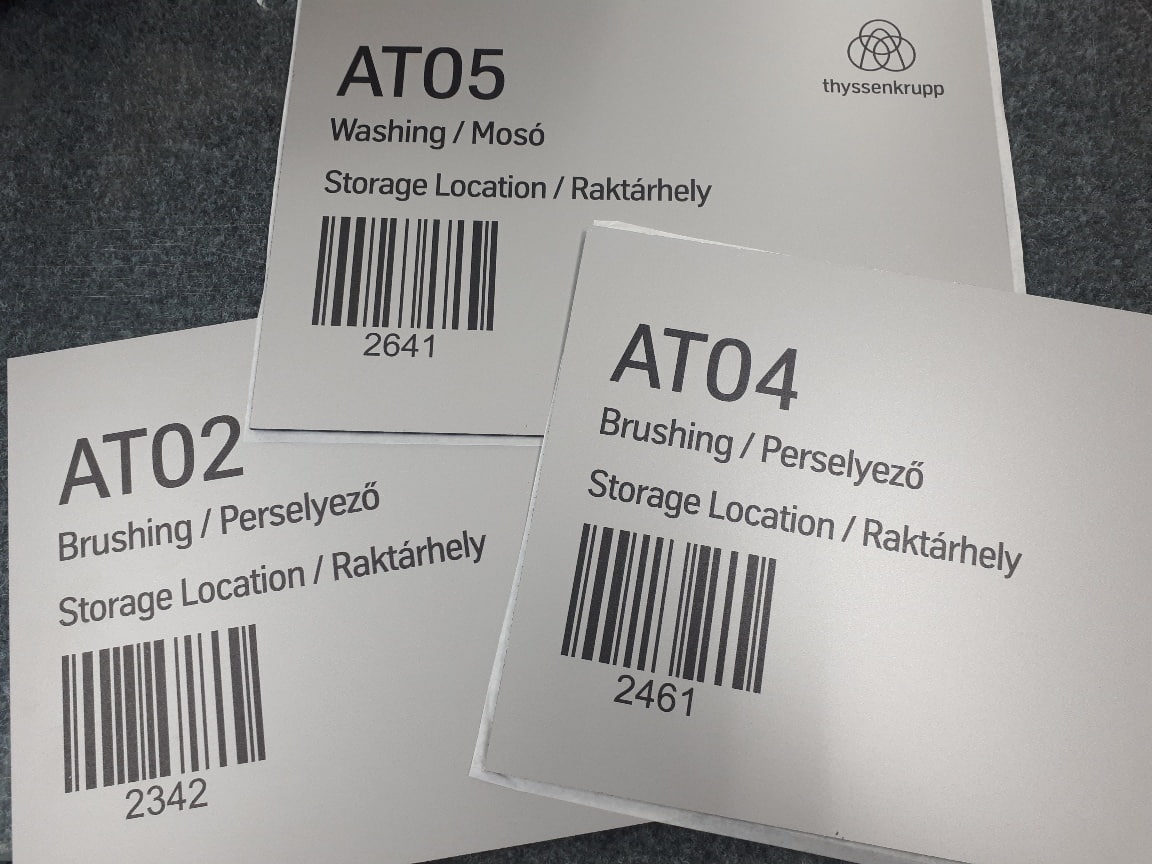 AT05
Washing / Mosó
Storage Location / Raktárhely
2641
thyssenkrupp
AT04
Brushing / Perselyező
Storage Location / Raktárhely
2461
AT02
Brushing / Perselyező
Storage Location / Raktárhely
2342